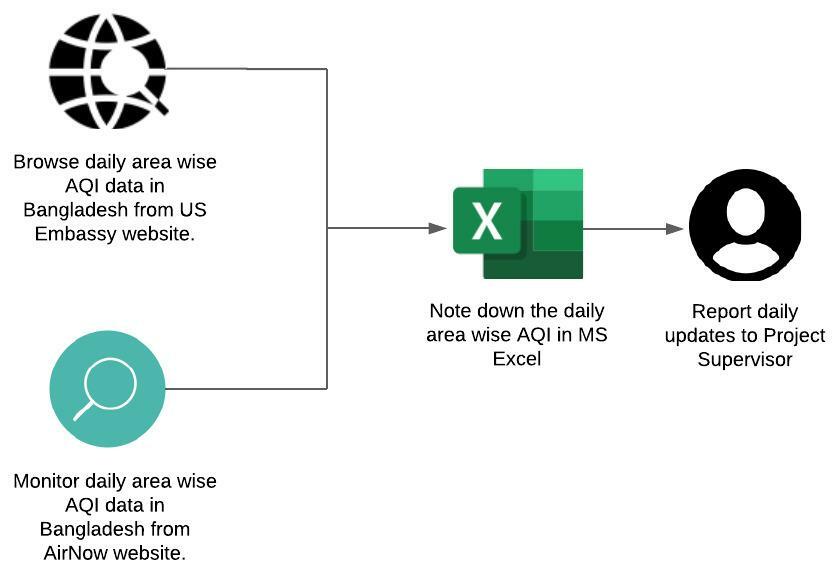 Browse daily area wise
AQI data in
Bangladesh from US
Embassy website.
X
Note down the daily
area wise AQI in MS
Excel
Report daily
updates to Project
Supervisor
Monitor daily area wise
AQI data in
Bangladesh from
AirNow website.